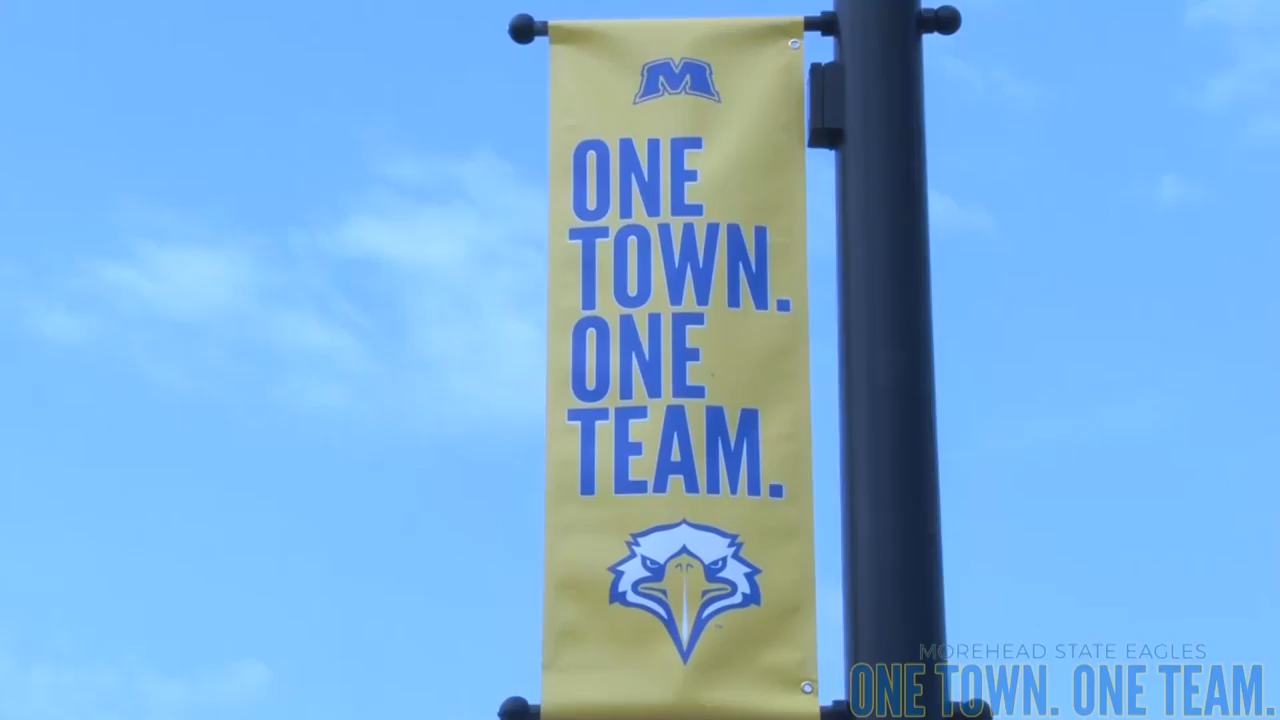 M
ONE
TOWN.
ONE
TEAM.
MOREHEAD STATE EAGLES
ONE TOWN. ONE TEAM.